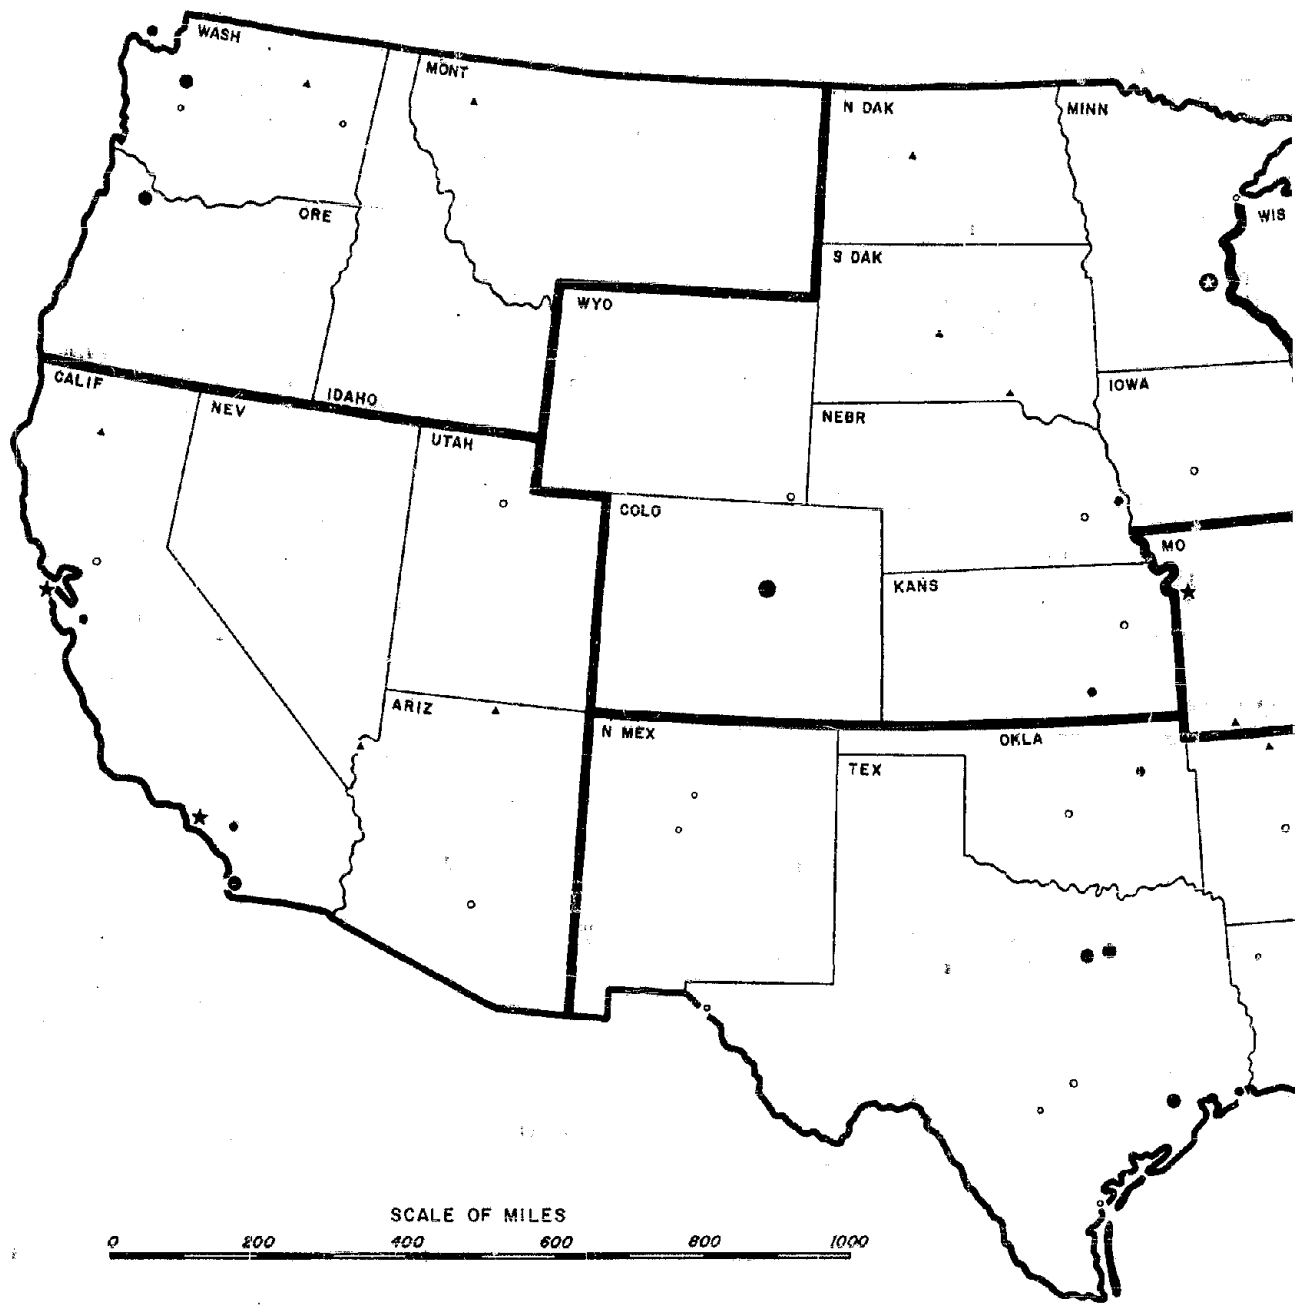 WASH
MONT
N DAK
MINN
ORE
WIS
S DAK
WYO
CALIF
IDAHO
NEV
UTAH
IOWA
NEBR
COLO
MO
KANS
ARIZ
N MEX
OKLA
TEX
SCALE OF MILES
0 200 400 600 800 1000